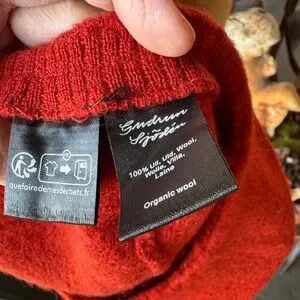 Gudrun
Sjödén
100% Ull, Uld, Wool,
Wolle, Villa,
Laine
Organic wool
quefairedemesdechets.fr